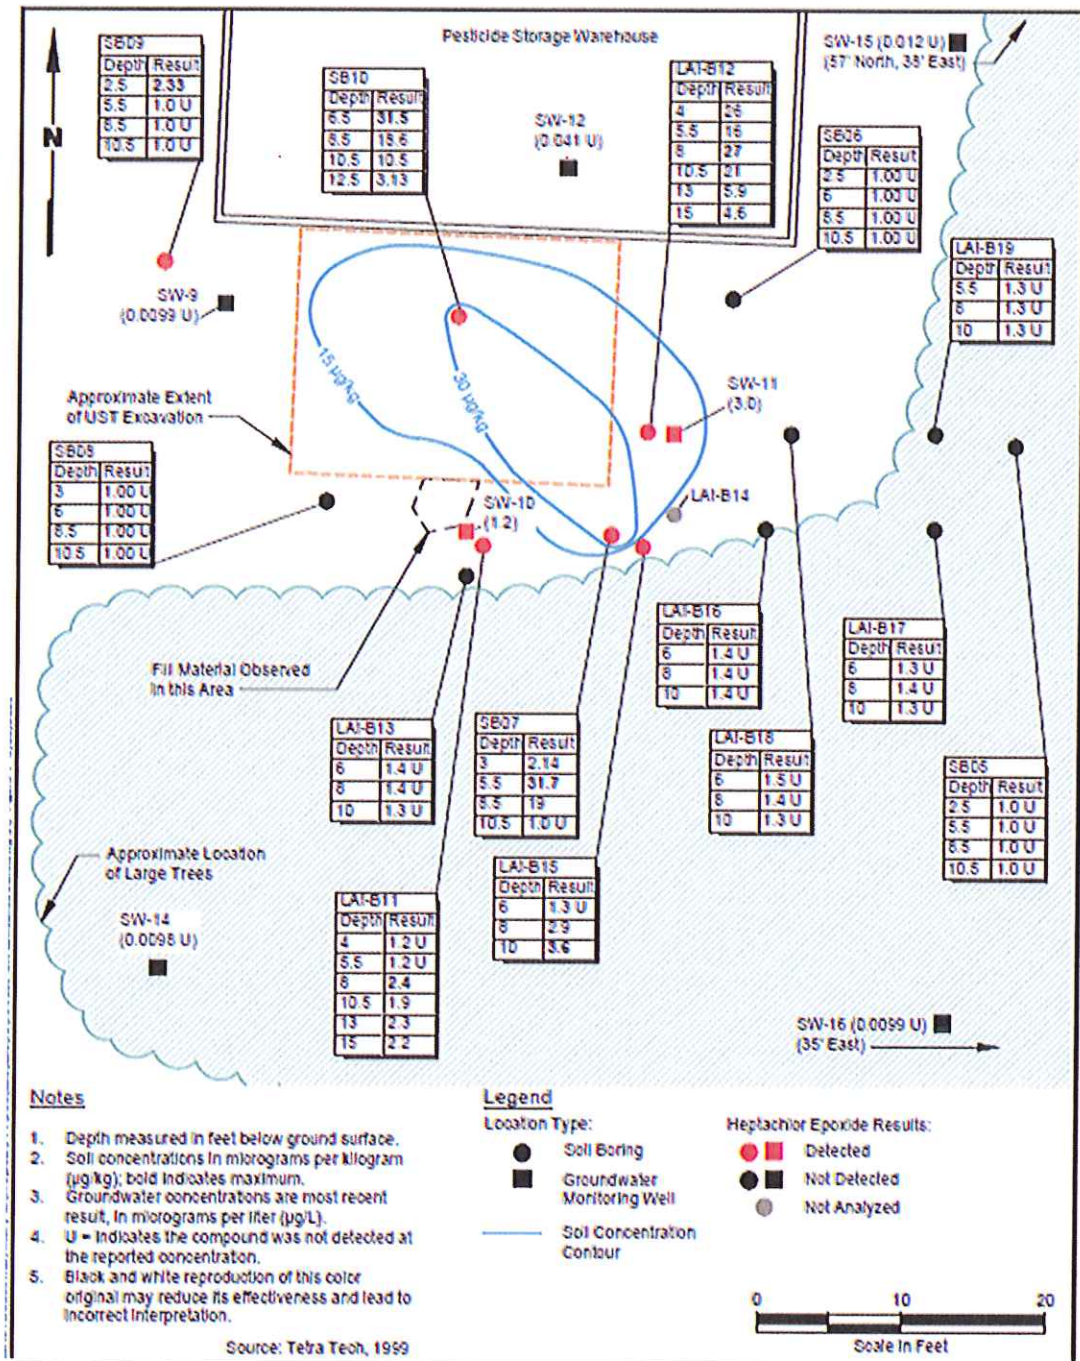 Pesticide Storage Warehouse
SW-15 (0.012 U)
(57' North, 38' East)
N
SB09
Depth Result
2.5 2.33
5.5 1.0 U
8.5 1.0 U
10.5 1.0 U
SB10
Depth Result
6.5 31.5
8.5 18.6
10.5 10.5
12.5 3.13
SW-12
(0.041 U)
LAI-B12
Depth Result
4 26
5.5 16
8 27
10.5 21
13 5.9
15 4.6
SB06
Depth Result
2.5 1.00 U
6 1.00 U
8.5 1.00 U
10.5 1.00 U
LAI-B19
Depth Result
5.5 1.3 U
8 1.3 U
10 1.3 U
SW-9
(0.0099 U)
15 µg/kg
30 µg/kg
SW-11
(3.0)
Approximate Extent
of UST Excavation
SB08
Depth Result
3 1.00 U
6 1.00 U
8.5 1.00 U
10.5 1.00 U
SW-10
(1.2)
LAI-B14
Fill Material Observed
in this Area
LAI-B16
Depth Result
6 1.4 U
8 1.4 U
10 1.4 U
LAI-B17
Depth Result
6 1.3 U
8 1.4 U
10 1.3 U
LAI-B13
Depth Result
6 1.4 U
8 1.4 U
10 1.3 U
SB07
Depth Result
3 2.14
5.5 31.7
8.5 19
10.5 1.0 U
LAI-B18
Depth Result
6 1.5 U
8 1.4 U
10 1.3 U
SB05
Depth Result
2.5 1.0 U
5.5 1.0 U
8.5 1.0 U
10.5 1.0 U
Approximate Location
of Large Trees
LAI-B15
Depth Result
6 1.3 U
8 2.9
10 3.6
LAI-B11
Depth Result
4 1.2 U
5.5 1.2 U
8 2.4
10.5 1.9
13 2.3
15 2.2
SW-14
(0.0098 U)
SW-16 (0.0099 U)
(35' East)
Notes
1. Depth measured in feet below ground surface.
2. Soil concentrations in micrograms per kilogram
(µg/kg); bold indicates maximum.
3. Groundwater concentrations are most recent
result, in micrograms per liter (µg/L).
4. U = Indicates the compound was not detected at
the reported concentration.
5. Black and white reproduction of this color
original may reduce its effectiveness and lead to
incorrect interpretation.
Source: Tetra Tech, 1999
Legend
Location Type:
Soil Boring
Groundwater
Monitoring Well
Soil Concentration
Contour
Heptachlor Epoxide Results:
Detected
Not Detected
Not Analyzed
0 10 20
Scale in Feet